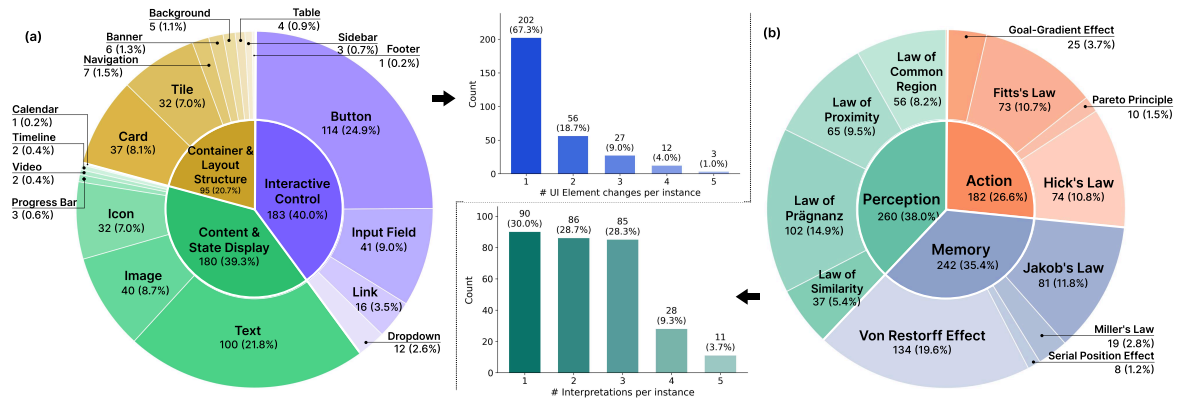 (a)
Background
5 (1.1%)
Table
4 (0.9%)
Banner
6 (1.3%)
Sidebar
3 (0.7%)
Navigation
7 (1.5%)
Footer
1 (0.2%)
Tile
32 (7.0%)
Calendar
1 (0.2%)
Card
37 (8.1%)
Timeline
2 (0.4%)
Video
2 (0.4%)
Progress Bar
3 (0.6%)
Icon
32 (7.0%)
Image
40 (8.7%)
Text
100 (21.8%)
Button
114 (24.9%)
Input Field
41 (9.0%)
Link
16 (3.5%)
Dropdown
12 (2.6%)
Container &
Layout
Structure
95 (20.7%)
Interactive
Control
183 (40.0%)
Content &
State Display
180 (39.3%)
202
(67.3%)
56
(18.7%)
27
(9.0%)
12
(4.0%)
3
(1.0%)
Count
200
150
100
50
0
1 2 3 4 5
# UI Element changes per instance
90
(30.0%)
86
(28.7%)
85
(28.3%)
28
(9.3%)
11
(3.7%)
Count
100
80
60
40
20
0
1 2 3 4 5
# Interpretations per instance
(b)
Goal-Gradient Effect
25 (3.7%)
Fitts's Law
73 (10.7%)
Pareto Principle
10 (1.5%)
Hick's Law
74 (10.8%)
Law of
Common
Region
56 (8.2%)
Law of
Proximity
65 (9.5%)
Law of
Prägnanz
102 (14.9%)
Law of
Similarity
37 (5.4%)
Perception
260 (38.0%)
Action
182 (26.6%)
Memory
242 (35.4%)
Jakob's Law
81 (11.8%)
Von Restorff Effect
134 (19.6%)
Miller's Law
19 (2.8%)
Serial Position Effect
8 (1.2%)